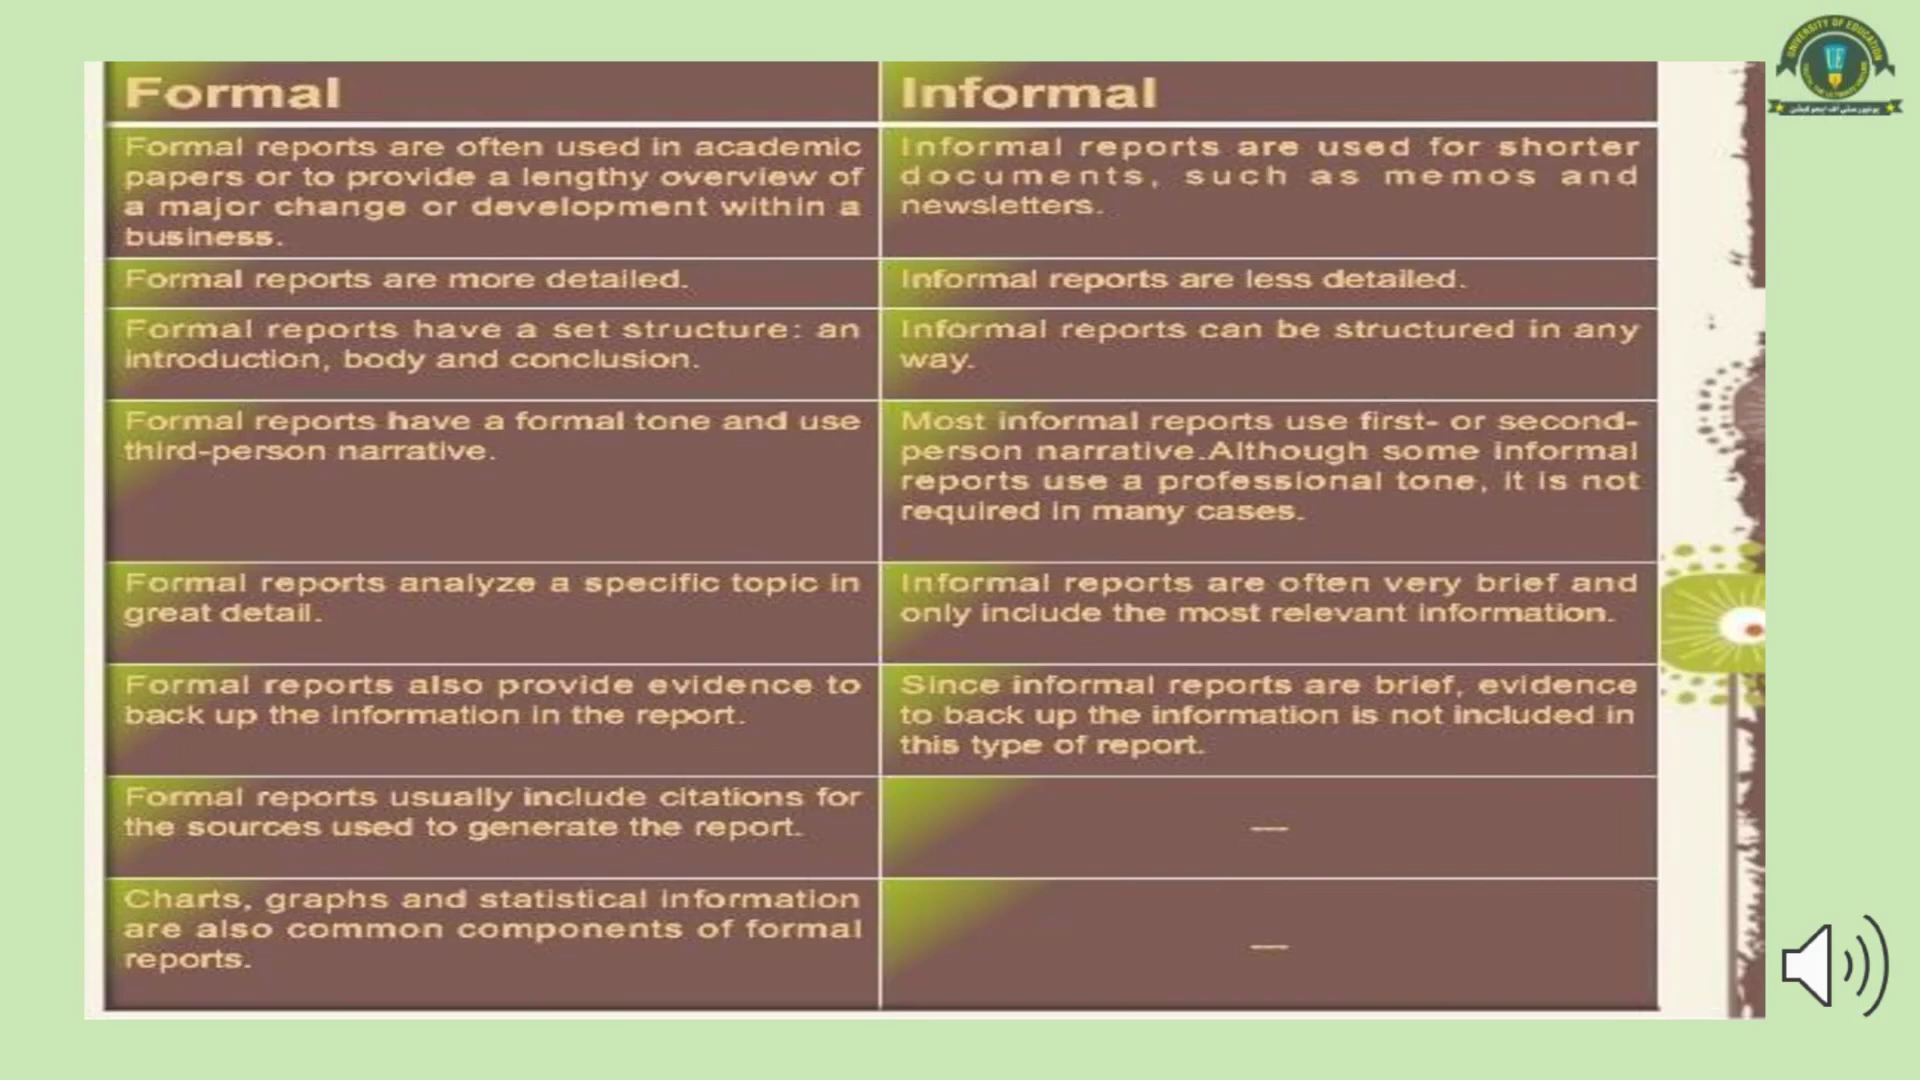 Formal
Informal
Formal reports are often used in academic
papers or to provide a lengthy overview of
a major change or development within a
business.
Informal reports are used for shorter
documents, such as memos and
newsletters.
Formal reports are more detailed.
Informal reports are less detailed.
Formal reports have a set structure: an
introduction, body and conclusion.
Informal reports can be structured in any
way.
Formal reports have a formal tone and use
third-person narrative.
Most informal reports use first- or second-
person narrative.Although some informal
reports use a professional tone, it is not
required in many cases.
Formal reports analyze a specific topic in
great detail.
Informal reports are often very brief and
only include the most relevant information.
Formal reports also provide evidence to
back up the information in the report.
Since informal reports are brief, evidence
to back up the information is not included in
this type of report.
Formal reports usually include citations for
the sources used to generate the report.
—
Charts, graphs and statistical information
are also common components of formal
reports.
—
UNIVERSITY OF EDUCATION
UE
یونیورسٹی آف ایجوکیشن